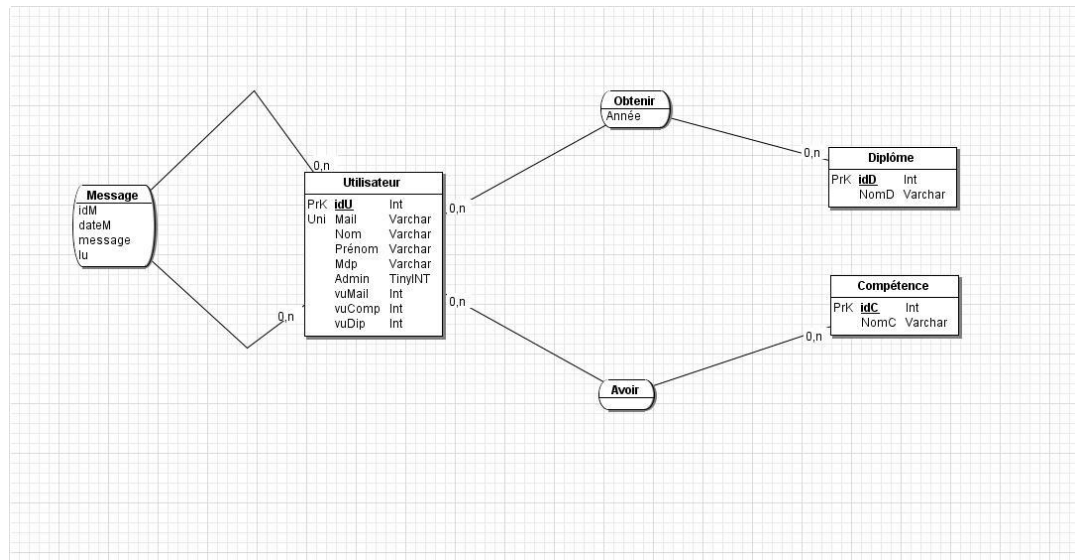 Message
idM
dateM
message
lu
0,n
Utilisateur
PrK idU Int
Uni Mail Varchar
Nom Varchar
Prénom Varchar
Mdp Varchar
Admin TinyINT
vuMail Int
vuComp Int
vuDip Int
0,n
0,n
0,n
Obtenir
Année
0,n
Diplôme
PrK idD Int
NomD Varchar
Compétence
PrK idC Int
NomC Varchar
0,n
Avoir